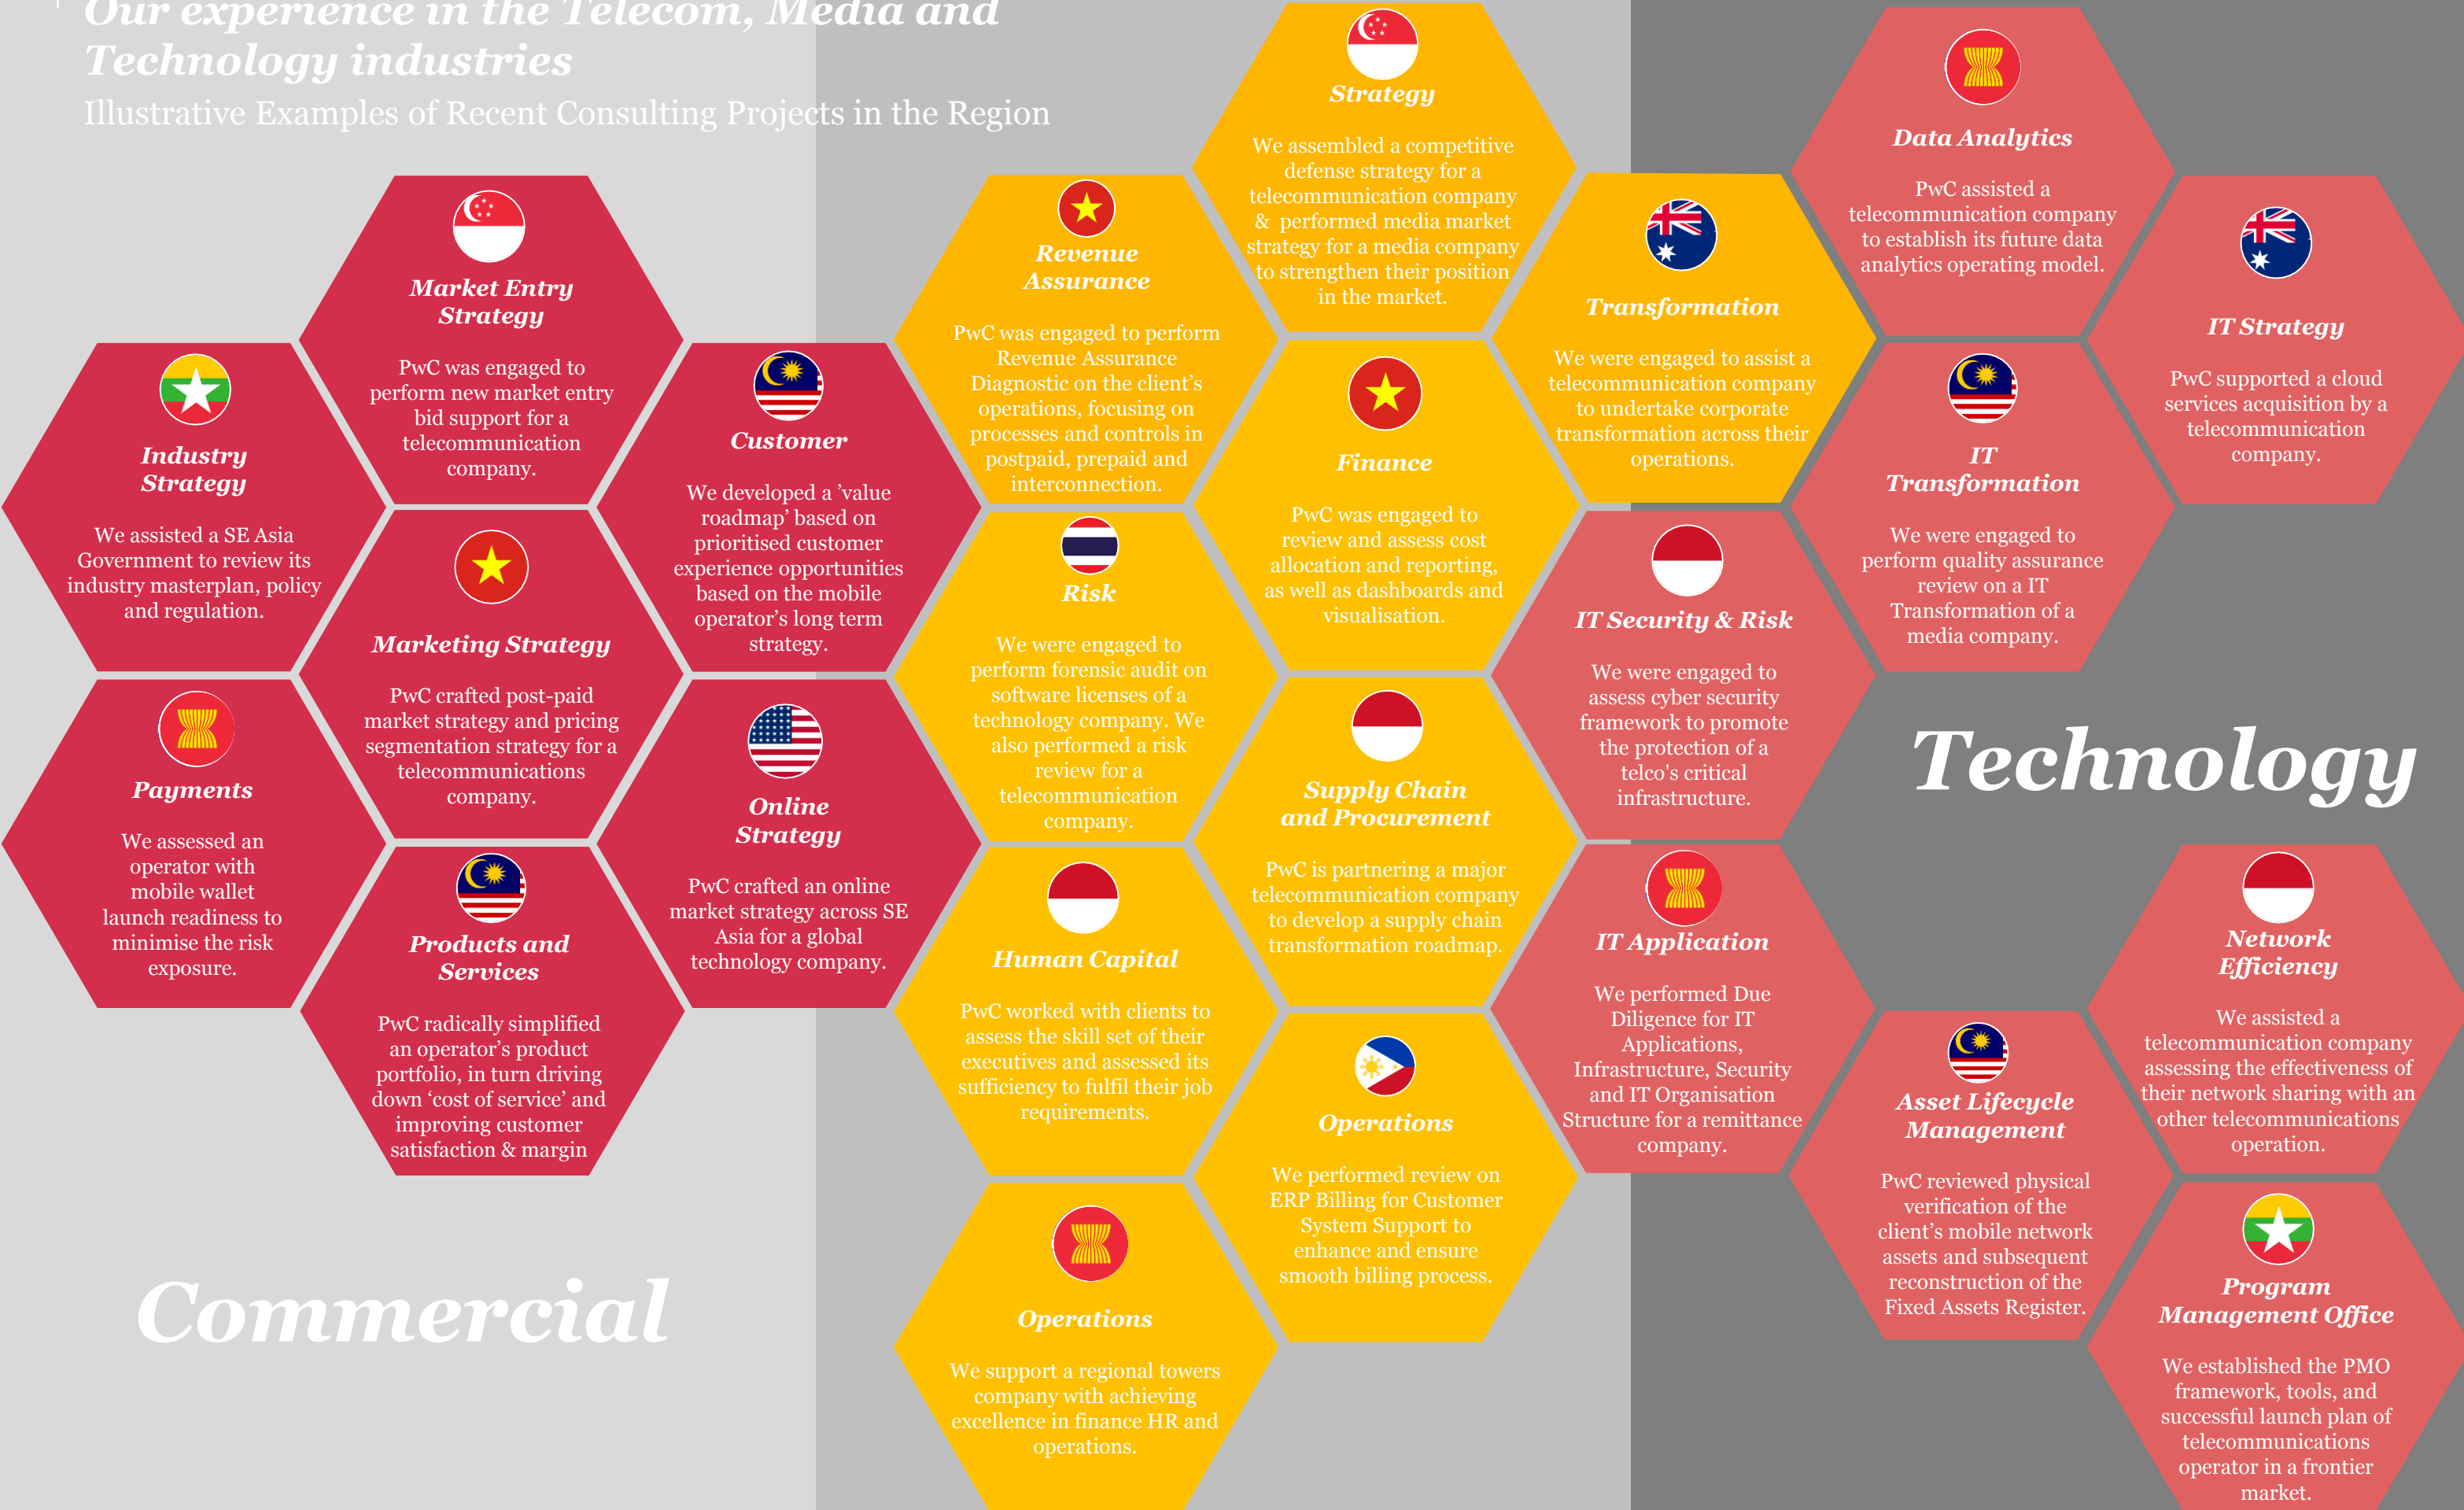 Our experience in the Telecom, Media and
Technology industries
Illustrative Examples of Recent Consulting Projects in the Region
Industry
Strategy
We assisted a SE Asia
Government to review its
industry masterplan, policy
and regulation.
Payments
We assessed an
operator with
mobile wallet
launch readiness to
minimise the risk
exposure.
Market Entry
Strategy
PwC was engaged to
perform new market entry
bid support for a
telecommunication
company.
Marketing Strategy
PwC crafted post-paid
market strategy and pricing
segmentation strategy for a
telecommunications
company.
Products and
Services
PwC radically simplified
an operator's product
portfolio, in turn driving
down ‘cost of service’ and
improving customer
satisfaction & margin
Customer
We developed a ’value
roadmap’ based on
prioritised customer
experience opportunities
based on the mobile
operator’s long term
strategy.
Online
Strategy
PwC crafted an online
market strategy across SE
Asia for a global
technology company.
Commercial
Revenue
Assurance
PwC was engaged to perform
Revenue Assurance
Diagnostic on the client’s
operations, focusing on
processes and controls in
postpaid, prepaid and
interconnection.
Risk
We were engaged to
perform forensic audit on
software licenses of a
technology company. We
also performed a risk
review for a
telecommunication
company.
Human Capital
PwC worked with clients to
assess the skill set of their
executives and assessed its
sufficiency to fulfil their job
requirements.
Operations
We support a regional towers
company with achieving
excellence in finance HR and
operations.
Strategy
We assembled a competitive
defense strategy for a
telecommunication company
& performed media market
strategy for a media company
to strengthen their position
in the market.
Finance
PwC was engaged to
review and assess cost
allocation and reporting,
as well as dashboards and
visualisation.
Supply Chain
and Procurement
PwC is partnering a major
telecommunication company
to develop a supply chain
transformation roadmap.
Operations
We performed review on
ERP Billing for Customer
System Support to
enhance and ensure
smooth billing process.
Transformation
We were engaged to assist a
telecommunication company
to undertake corporate
transformation across their
operations.
IT Security & Risk
We were engaged to
assess cyber security
framework to promote
the protection of a
telco's critical
infrastructure.
IT Application
We performed Due
Diligence for IT
Applications,
Infrastructure, Security
and IT Organisation
Structure for a remittance
company.
Data Analytics
PwC assisted a
telecommunication company
to establish its future data
analytics operating model.
IT
Transformation
We were engaged to
perform quality assurance
review on a IT
Transformation of a
media company.
IT Strategy
PwC supported a cloud
services acquisition by a
telecommunication
company.
Technology
Asset Lifecycle
Management
PwC reviewed physical
verification of the
client’s mobile network
assets and subsequent
reconstruction of the
Fixed Assets Register.
Network
Efficiency
We assisted a
telecommunication company
assessing the effectiveness of
their network sharing with an
other telecommunications
operation.
Program
Management Office
We established the PMO
framework, tools, and
successful launch plan of
telecommunications
operator in a frontier
market.